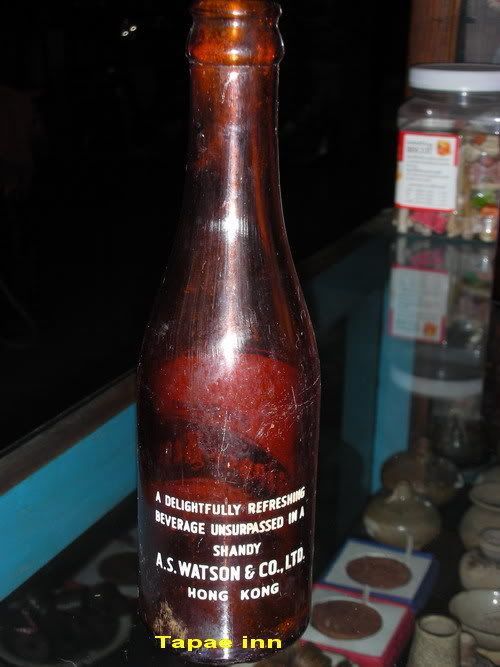 A DELIGHTFULLY REFRESHING
BEVERAGE UNSURPASSED IN A
SHANDY
A.S. WATSON & CO., LTD.
HONG KONG
Tapae inn